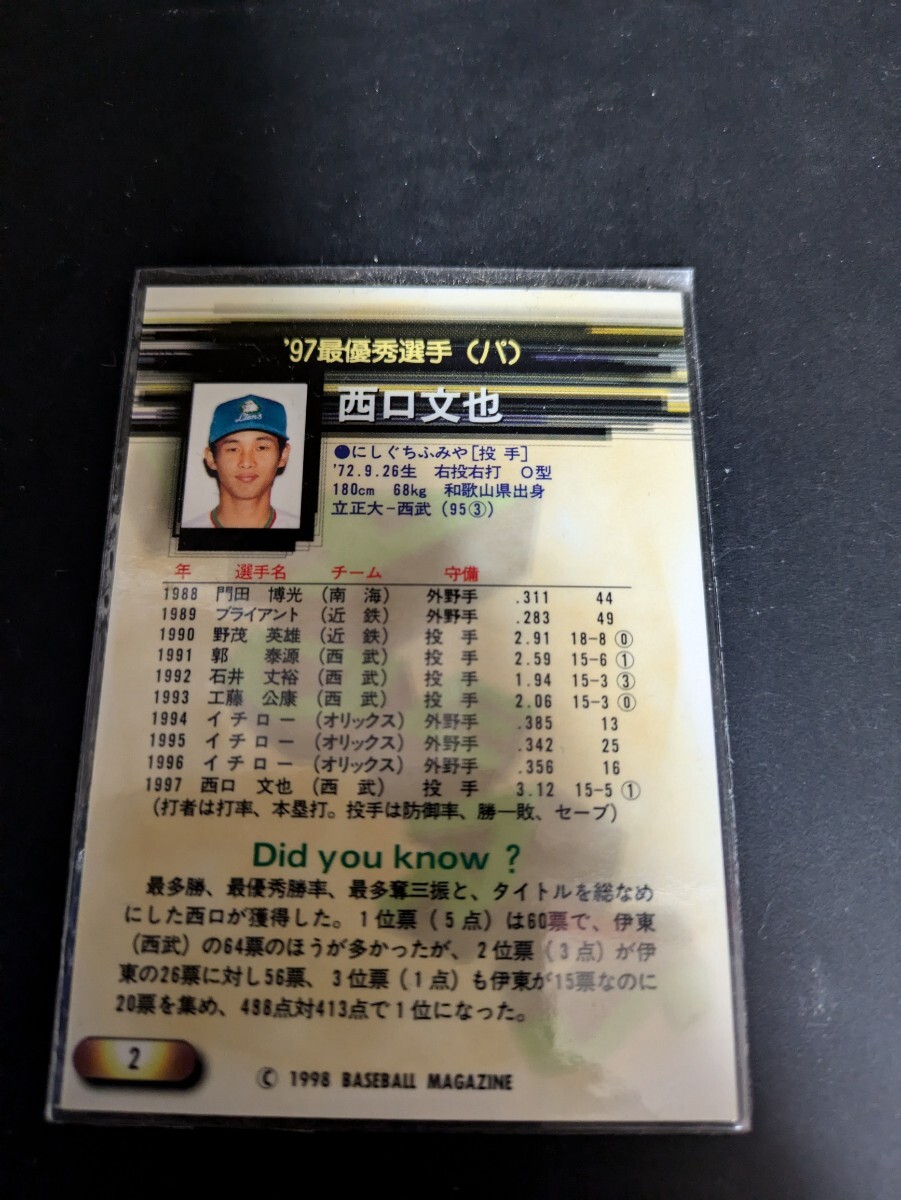 '97最優秀選手（パ）
Lions
西口文也
●にしぐちふみや［投 手］
'72.9.26生 右投右打 O型
180cm 68kg 和歌山県出身
立正大－西武（95③）
年 選手名 チーム 守備
1988 門田 博光 （南 海） 外野手 .311 44
1989 ブライアント （近 鉄） 外野手 .283 49
1990 野茂 英雄 （近 鉄） 投 手 2.91 18-8 ⓪
1991 郭 泰源 （西 武） 投 手 2.59 15-6 ①
1992 石井 丈裕 （西 武） 投 手 1.94 15-3 ③
1993 工藤 公康 （西 武） 投 手 2.06 15-3 ⓪
1994 イチロー （オリックス） 外野手 .385 13
1995 イチロー （オリックス） 外野手 .342 25
1996 イチロー （オリックス） 外野手 .356 16
1997 西口 文也 （西 武） 投 手 3.12 15-5 ①
（打者は打率、本塁打。投手は防御率、勝－敗、セーブ）
Did you know ?
最多勝、最優秀勝率、最多奪三振と、タイトルを総なめ
にした西口が獲得した。1位票（5点）は60票で、伊東
（西武）の64票のほうが多かったが、2位票（3点）が伊
東の26票に対し56票、3位票（1点）も伊東が15票なのに
20票を集め、488点対413点で1位になった。
2
© 1998 BASEBALL MAGAZINE